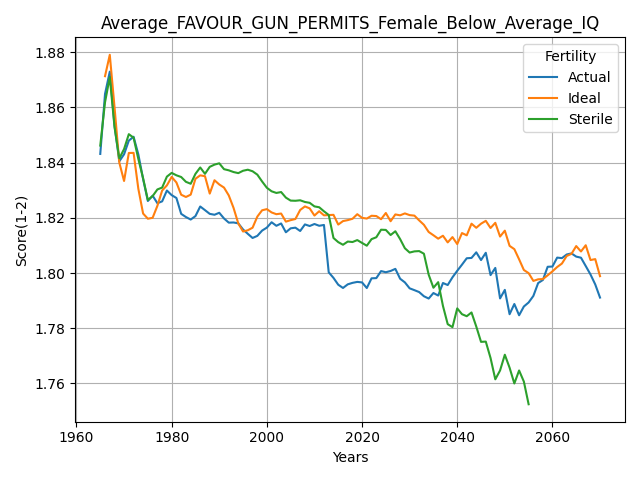 Average_FAVOUR_GUN_PERMITS_Female_Below_Average_IQ
1.88
1.86
1.84
1.82
1.80
1.78
1.76
Score(1-2)
Fertility
Actual
Ideal
Sterile
1960 1980 2000 2020 2040 2060
Years